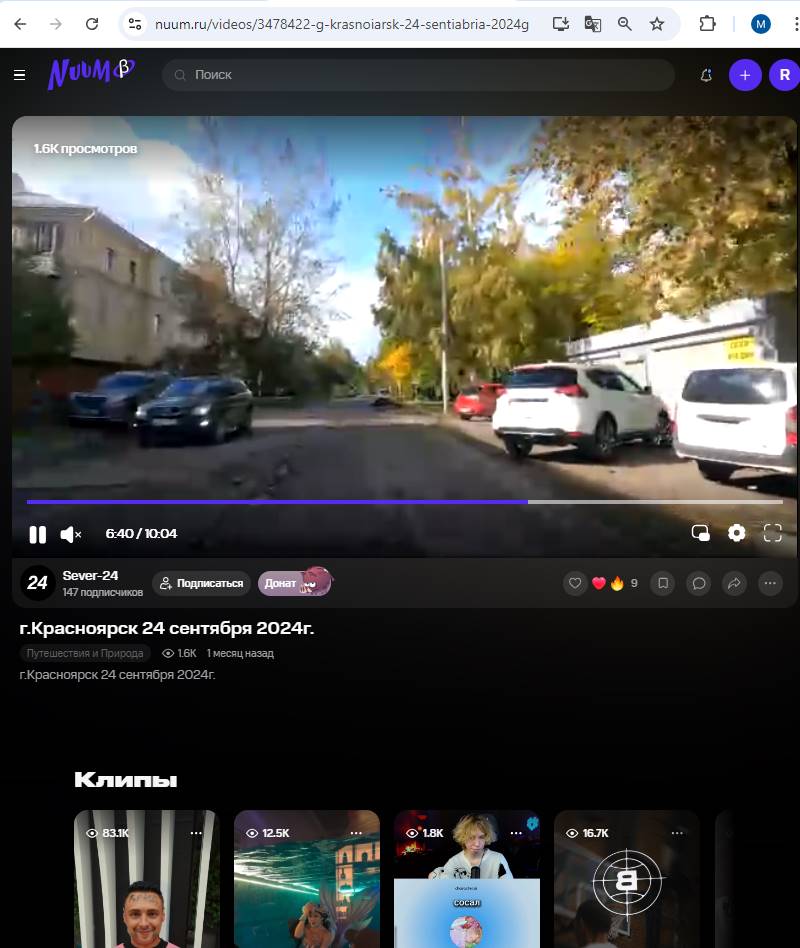 nuum.ru/videos/3478422-g-krasnoiarsk-24-sentiabria-2024g
M
NUUM β
Поиск
R
1.6K просмотров
6:40 / 10:04
24
Sever-24
147 подписчиков
Подписаться
Донат
9
г.Красноярск 24 сентября 2024г.
Путешествия и Природа
1.6K
1 месяц назад
г.Красноярск 24 сентября 2024г.
Клипы
83.1K
12.5K
1.8K
16.7K
сосал
B